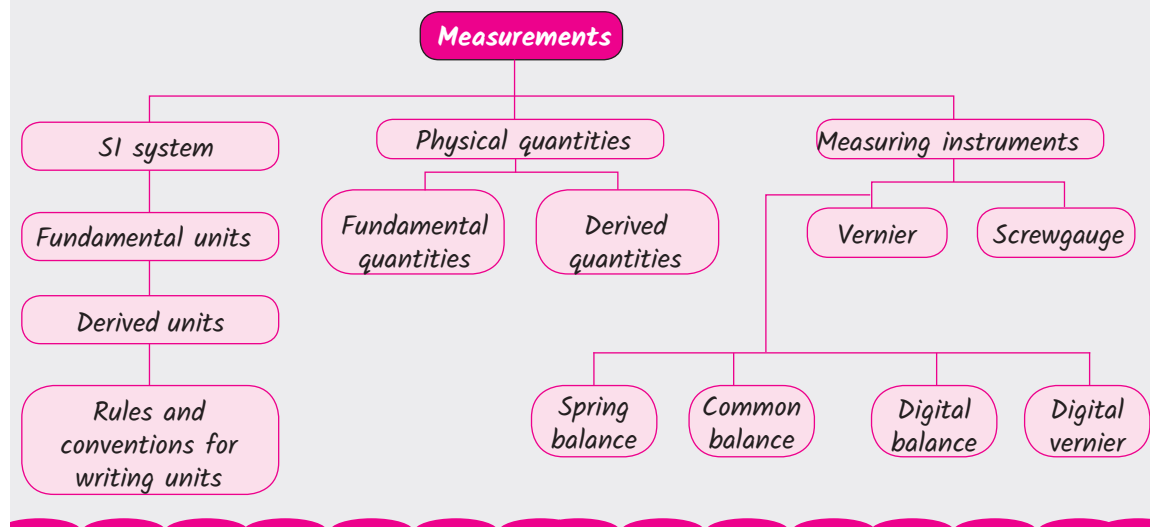 Measurements
SI system
Physical quantities
Measuring instruments
Fundamental units
Fundamental
quantities
Derived
quantities
Vernier
Screwgauge
Derived units
Rules and
conventions for
writing units
Spring
balance
Common
balance
Digital
balance
Digital
vernier